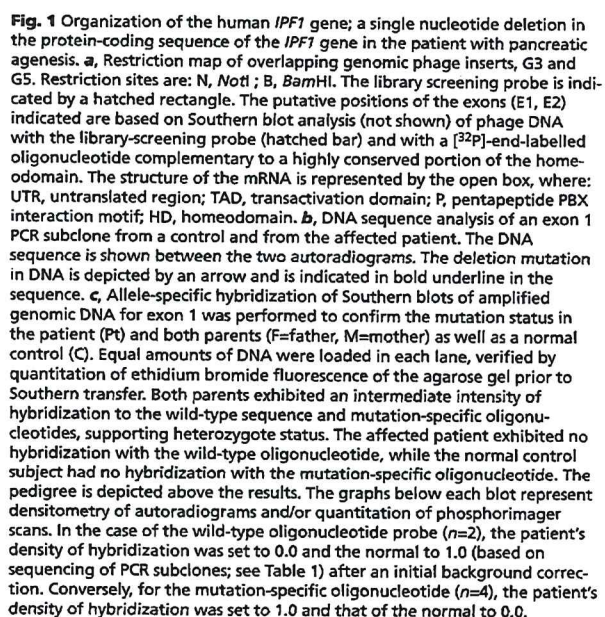 Fig. 1 Organization of the human IPF1 gene; a single nucleotide deletion in
the protein-coding sequence of the IPF1 gene in the patient with pancreatic
agenesis. a, Restriction map of overlapping genomic phage inserts, G3 and
G5. Restriction sites are: N, NotI ; B, BamHI. The library screening probe is indi-
cated by a hatched rectangle. The putative positions of the exons (E1, E2)
indicated are based on Southern blot analysis (not shown) of phage DNA
with the library-screening probe (hatched bar) and with a [³²P]-end-labelled
oligonucleotide complementary to a highly conserved portion of the home-
odomain. The structure of the mRNA is represented by the open box, where:
UTR, untranslated region; TAD, transactivation domain; P, pentapeptide PBX
interaction motif; HD, homeodomain. b, DNA sequence analysis of an exon 1
PCR subclone from a control and from the affected patient. The DNA
sequence is shown between the two autoradiograms. The deletion mutation
in DNA is depicted by an arrow and is indicated in bold underline in the
sequence. c, Allele-specific hybridization of Southern blots of amplified
genomic DNA for exon 1 was performed to confirm the mutation status in
the patient (Pt) and both parents (F=father, M=mother) as well as a normal
control (C). Equal amounts of DNA were loaded in each lane, verified by
quantitation of ethidium bromide fluorescence of the agarose gel prior to
Southern transfer. Both parents exhibited an intermediate intensity of
hybridization to the wild-type sequence and mutation-specific oligonu-
cleotides, supporting heterozygote status. The affected patient exhibited no
hybridization with the wild-type oligonucleotide, while the normal control
subject had no hybridization with the mutation-specific oligonucleotide. The
pedigree is depicted above the results. The graphs below each blot represent
densitometry of autoradiograms and/or quantitation of phosphorimager
scans. In the case of the wild-type oligonucleotide probe (n=2), the patient's
density of hybridization was set to 0.0 and the normal to 1.0 (based on
sequencing of PCR subclones; see Table 1) after an initial background correc-
tion. Conversely, for the mutation-specific oligonucleotide (n=4), the patient's
density of hybridization was set to 1.0 and that of the normal to 0.0.